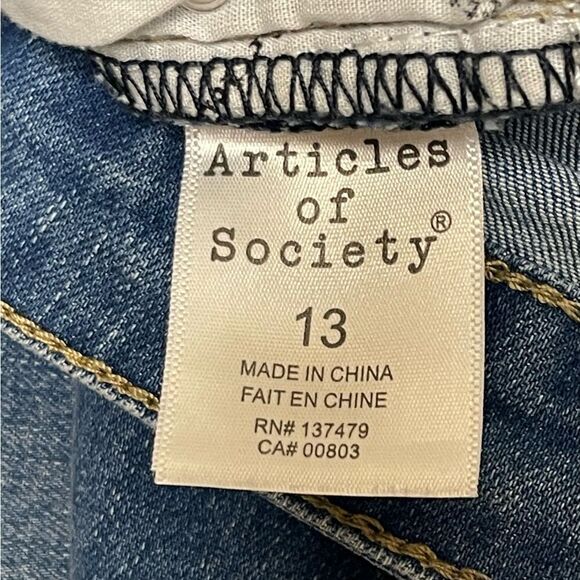 Articles
of
Society®
13
MADE IN CHINA
FAIT EN CHINE
RN# 137479
CA# 00803